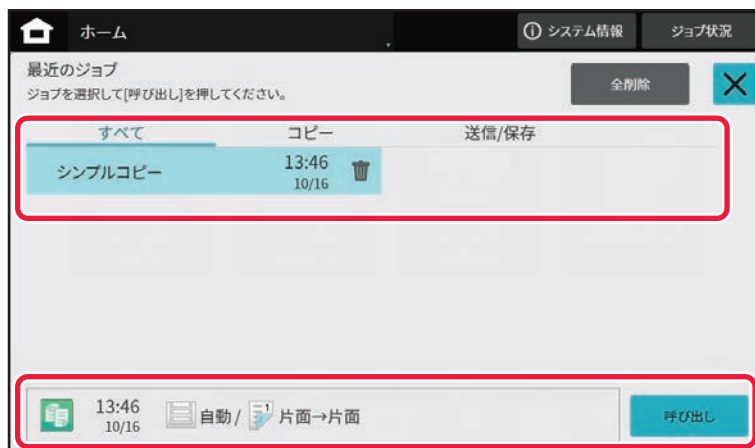 ホーム
ⓘ システム情報
ジョブ状況
最近のジョブ
ジョブを選択して[呼び出し]を押してください。
全削除
すべて
コピー
送信/保存
シンプルコピー
13:46
10/16
13:46
10/16
自動 / 1 片面→片面
呼び出し